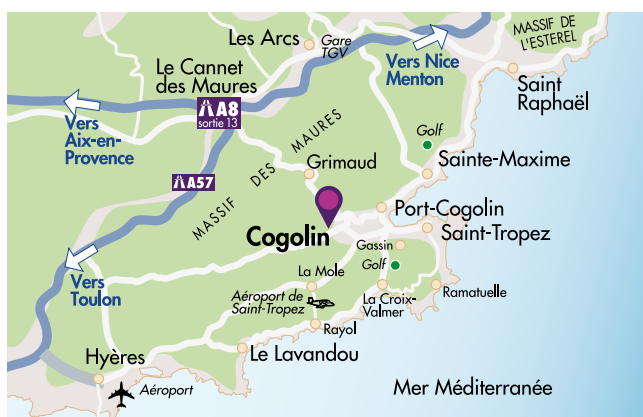 MASSIF DE
L'ESTEREL
Les Arcs
Gare
TGV
Vers Nice
Menton
Le Cannet
des Maures
Saint
Raphaël
A8
sortie 13
Vers
Aix-en-
Provence
Golf
MASSIF DES MAURES
Grimaud
Sainte-Maxime
A57
Port-Cogolin
Cogolin
Saint-Tropez
Gassin
Golf
Vers
Toulon
La Mole
Aéroport de
Saint-Tropez
La Croix-
Valmer
Ramatuelle
Rayol
Hyères
Le Lavandou
Aéroport
Mer Méditerranée